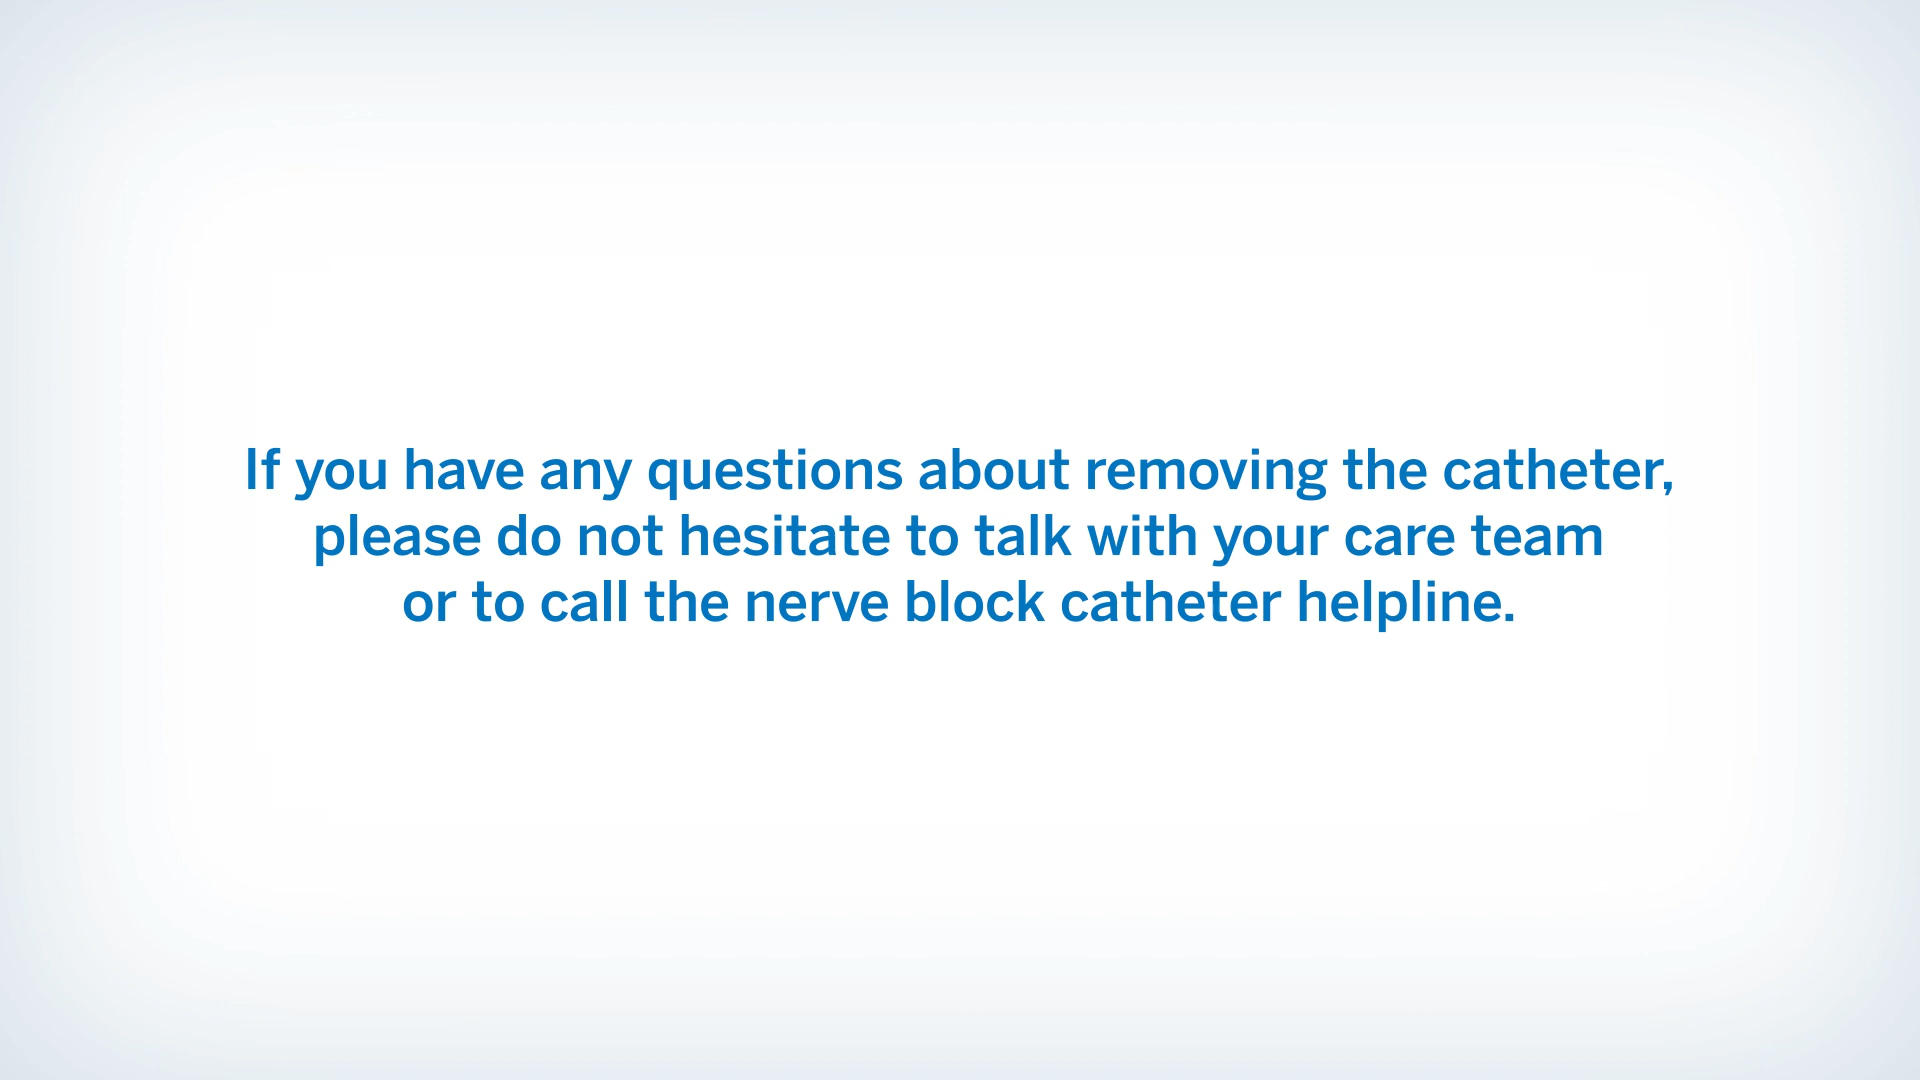 If you have any questions about removing the catheter,
please do not hesitate to talk with your care team
or to call the nerve block catheter helpline.